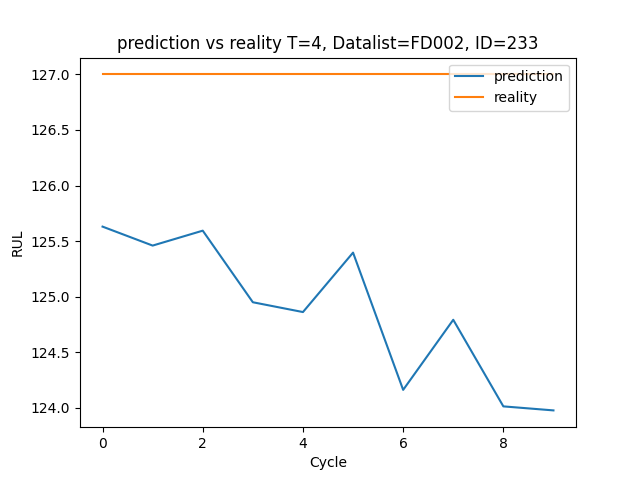 prediction vs reality T=4, Datalist=FD002, ID=233
127.0
126.5
126.0
125.5
125.0
124.5
124.0
RUL
prediction
reality
0 2 4 6 8
Cycle